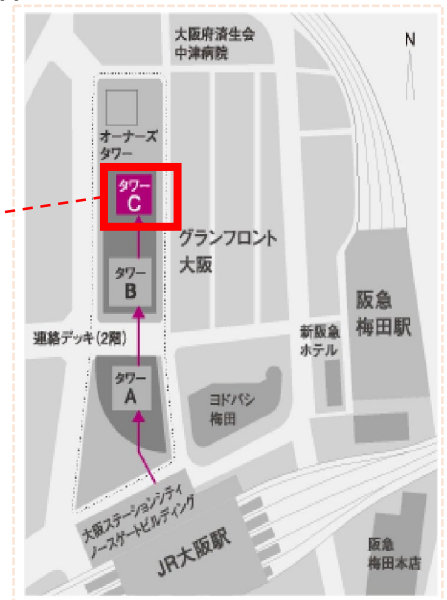 大阪府済生会
中津病院
N
オーナーズ
タワー
タワー
C
グランフロント
大阪
タワー
B
阪急
梅田駅
連絡デッキ(2階)
新阪急
ホテル
タワー
A
ヨドバシ
梅田
大阪ステーションシティ
ノースゲートビルディング
JR大阪駅
阪急
梅田本店